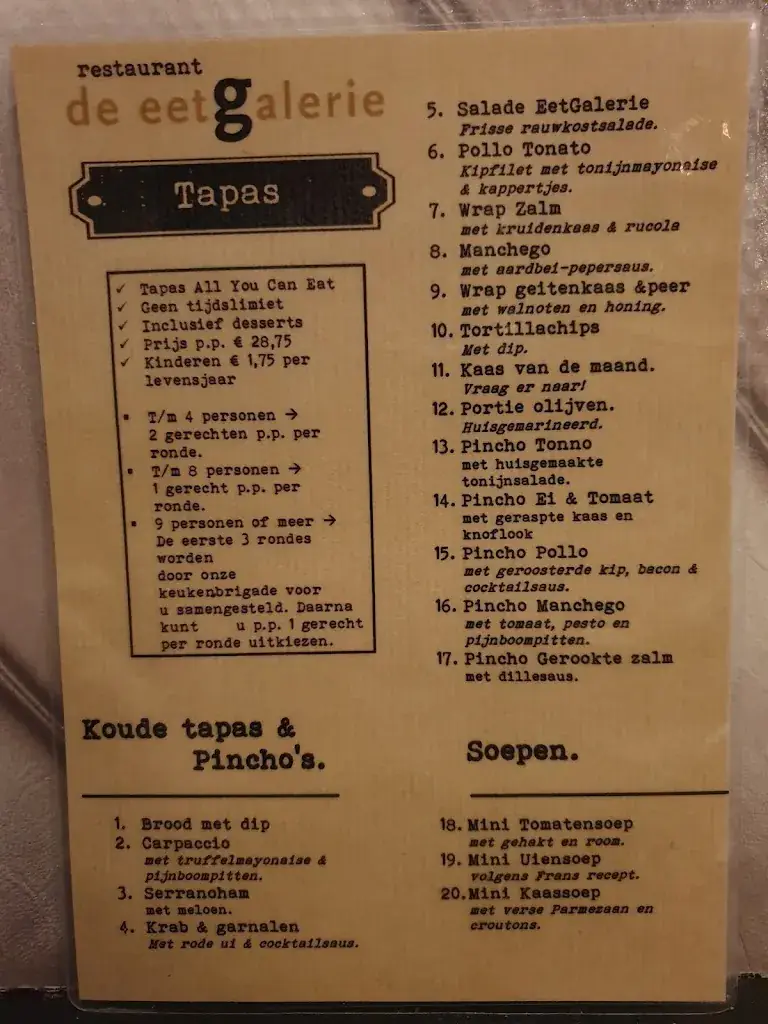 restaurant
de eetgalerie
Tapas
✓ Tapas All You Can Eat
✓ Geen tijdslimiet
✓ Inclusief desserts
✓ Prijs p.p. € 28,75
✓ Kinderen € 1,75 per
levensjaar
▪ T/m 4 personen →
2 gerechten p.p. per
ronde.
▪ T/m 8 personen →
1 gerecht p.p. per
ronde.
▪ 9 personen of meer →
De eerste 3 rondes
worden
door onze
keukenbrigade voor
u samengesteld. Daarna
kunt u p.p. 1 gerecht
per ronde uitkiezen.
Koude tapas &
Pincho's.
1. Brood met dip
2. Carpaccio
met truffelmayonaise &
pijnboompitten.
3. Serranoham
met meloen.
4. Krab & garnalen
Met rode ui & cocktailsaus.
5. Salade EetGalerie
Frisse rauwkostsalade.
6. Pollo Tonato
Kipfilet met tonijnmayonaise
& kappertjes.
7. Wrap Zalm
met kruidenkaas & rucola
8. Manchego
met aardbei-pepersaus.
9. Wrap geitenkaas &peer
met walnoten en honing.
10. Tortillachips
Met dip.
11. Kaas van de maand.
Vraag er naar!
12. Portie olijven.
Huisgemarineerd.
13. Pincho Tonno
met huisgemaakte
tonijnsalade.
14. Pincho Ei & Tomaat
met geraspte kaas en
knoflook
15. Pincho Pollo
met geroosterde kip, bacon &
cocktailsaus.
16. Pincho Manchego
met tomaat, pesto en
pijnboompitten.
17. Pincho Gerookte zalm
met dillesaus.
Soepen.
18. Mini Tomatensoep
met gehakt en room.
19. Mini Uiensoep
volgens Frans recept.
20. Mini Kaassoep
met verse Parmezaan en
croutons.